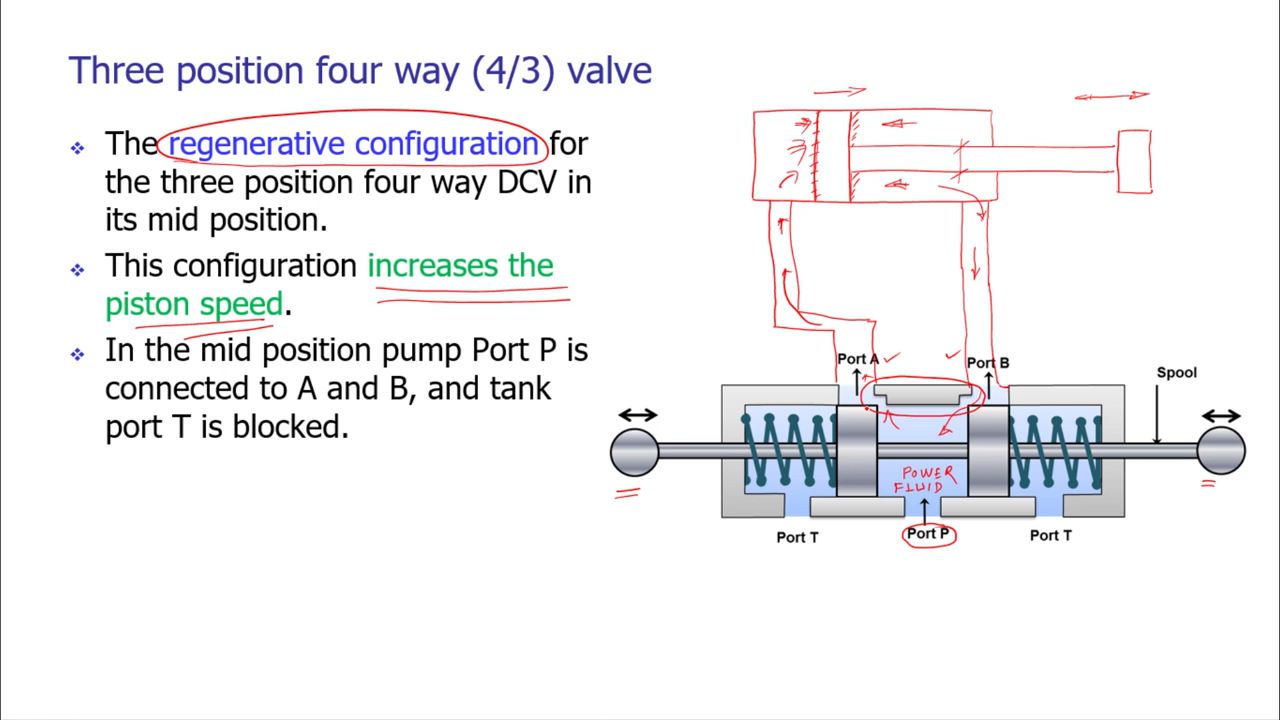 Three position four way (4/3) valve
The regenerative configuration for
the three position four way DCV in
its mid position.
This configuration increases the
piston speed.
In the mid position pump Port P is
connected to A and B, and tank
port T is blocked.
Port A
Port B
Spool
POWER
FLUID
Port T
Port P
Port T